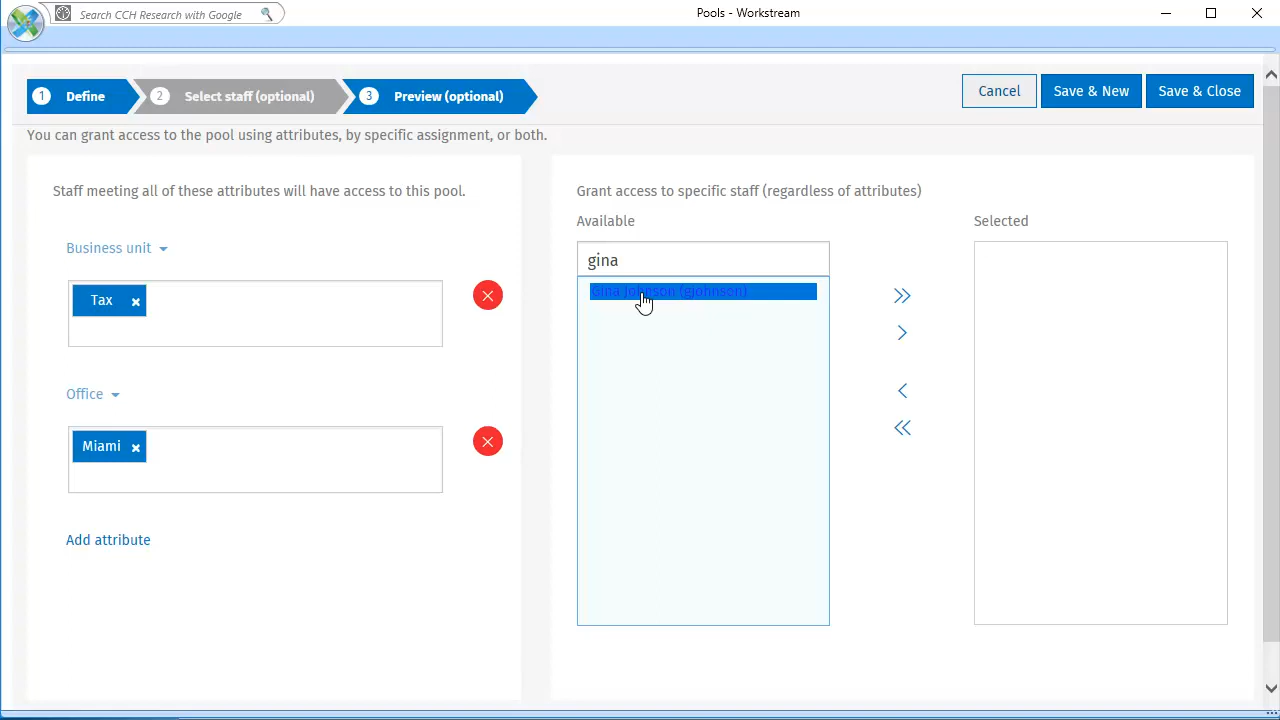 Search CCH Research with Google
Pools - Workstream
1 Define
2 Select staff (optional)
3 Preview (optional)
Cancel
Save & New
Save & Close
You can grant access to the pool using attributes, by specific assignment, or both.
Staff meeting all of these attributes will have access to this pool.
Business unit
Tax
Office
Miami
Add attribute
Grant access to specific staff (regardless of attributes)
Available
Selected
gina
Gina Johnson (gjohnson)